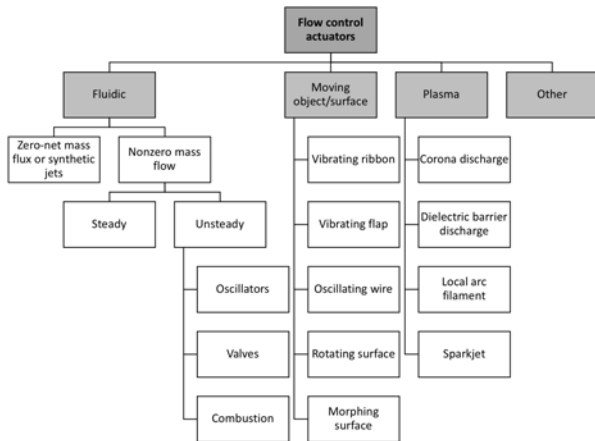 Flow control
actuators
Fluidic
Moving
object/surface
Plasma
Other
Zero-net mass
flux or synthetic
jets
Nonzero mass
flow
Vibrating ribbon
Corona discharge
Steady
Unsteady
Vibrating flap
Dielectric barrier
discharge
Oscillators
Oscillating wire
Local arc
filament
Valves
Rotating surface
Sparkjet
Combustion
Morphing
surface